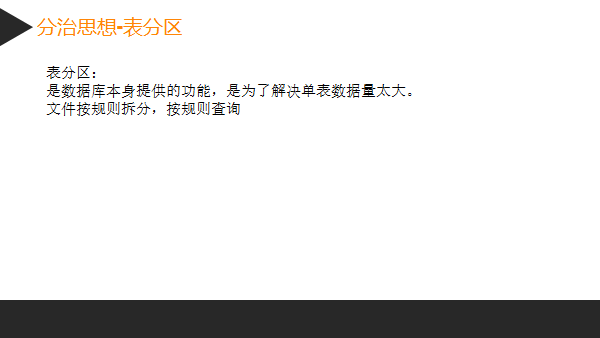 分治思想-表分区
表分区：
是数据库本身提供的功能，是为了解决单表数据量太大。
文件按规则拆分，按规则查询